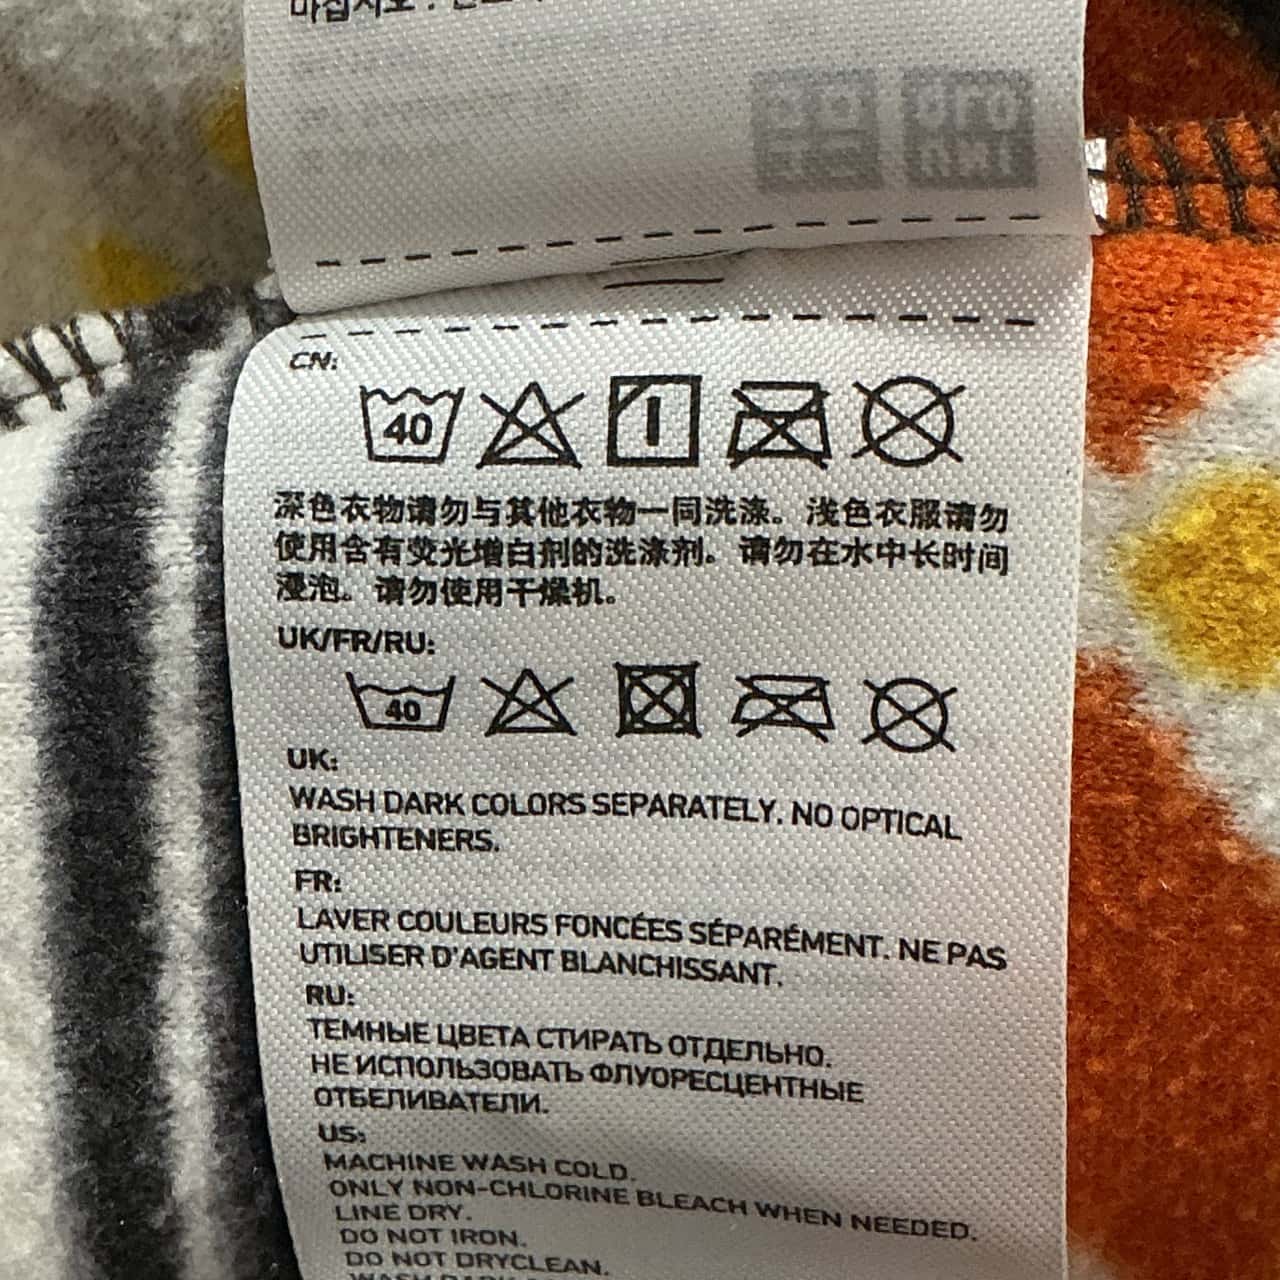 CN:
40
深色衣物请勿与其他衣物一同洗涤。浅色衣服请勿
使用含有荧光增白剂的洗涤剂。请勿在水中长时间
浸泡。请勿使用干燥机。
UK/FR/RU:
40
UK:
WASH DARK COLORS SEPARATELY. NO OPTICAL
BRIGHTENERS.
FR:
LAVER COULEURS FONCÉES SÉPARÉMENT. NE PAS
UTILISER D'AGENT BLANCHISSANT.
RU:
ТЕМНЫЕ ЦВЕТА СТИРАТЬ ОТДЕЛЬНО.
НЕ ИСПОЛЬЗОВАТЬ ФЛУОРЕСЦЕНТНЫЕ
ОТБЕЛИВАТЕЛИ.
US:
MACHINE WASH COLD.
ONLY NON-CHLORINE BLEACH WHEN NEEDED.
LINE DRY.
DO NOT IRON.
DO NOT DRYCLEAN.